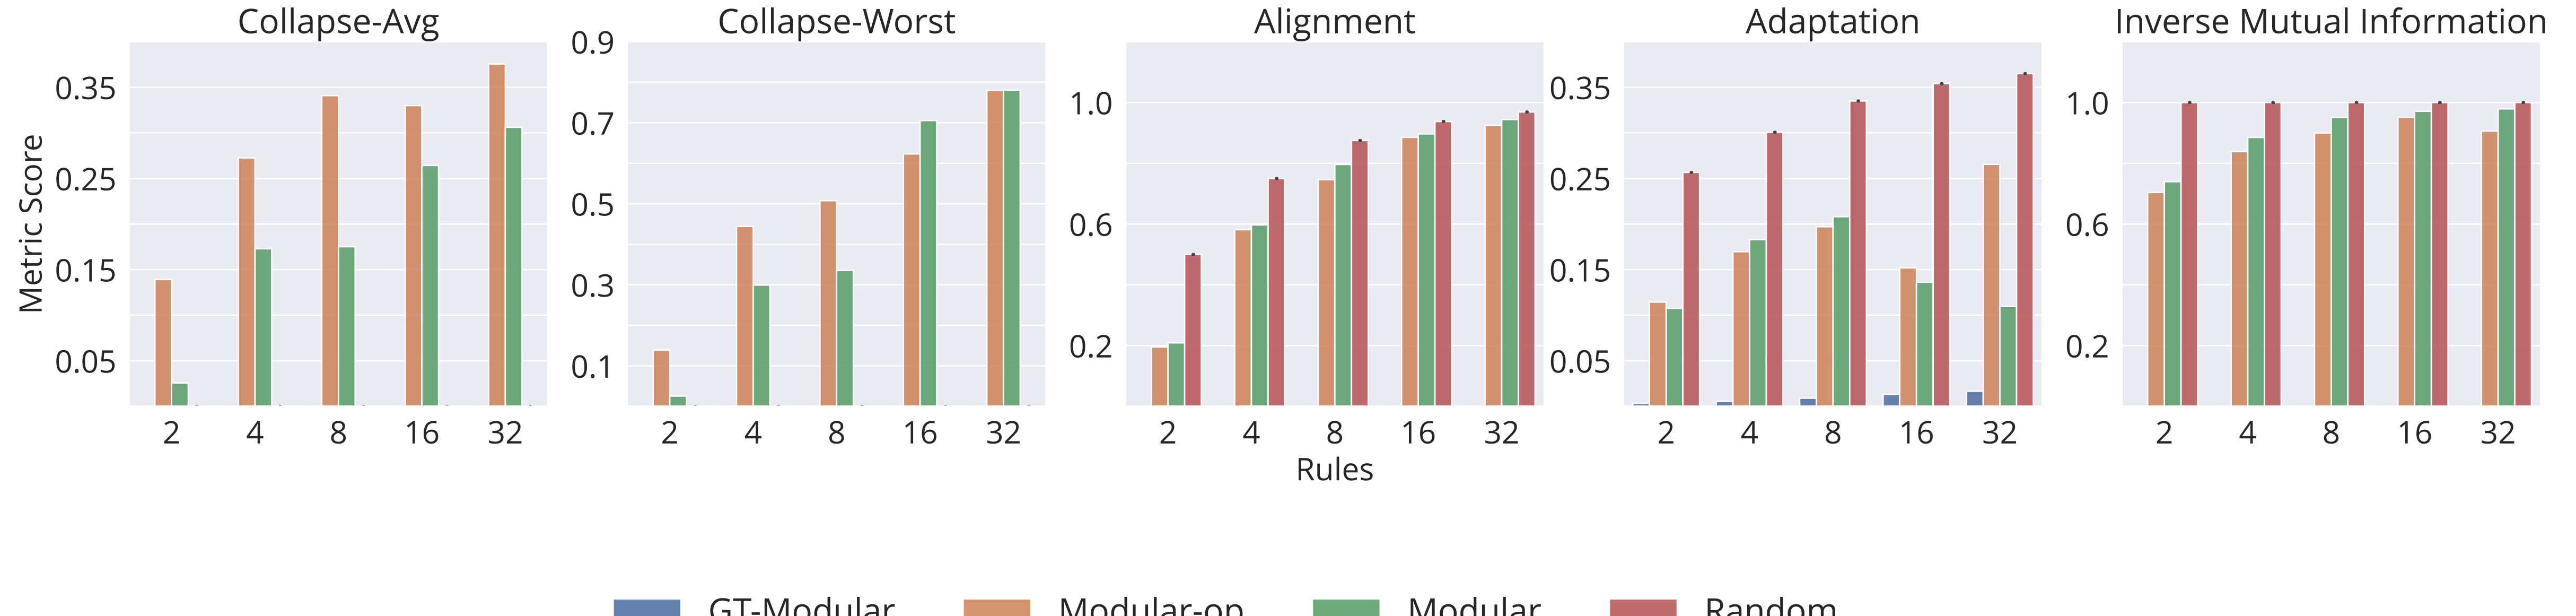 Collapse-Avg Collapse-Worst Alignment Adaptation Inverse Mutual Information
Metric Score
0.35
0.25
0.15
0.05
2 4 8 16 32
0.9
0.7
0.5
0.3
0.1
2 4 8 16 32
1.0
0.6
0.2
2 4 8 16 32
0.35
0.25
0.15
0.05
2 4 8 16 32
1.0
0.6
0.2
2 4 8 16 32
Rules
GT-Modular Modular-op Modular Random